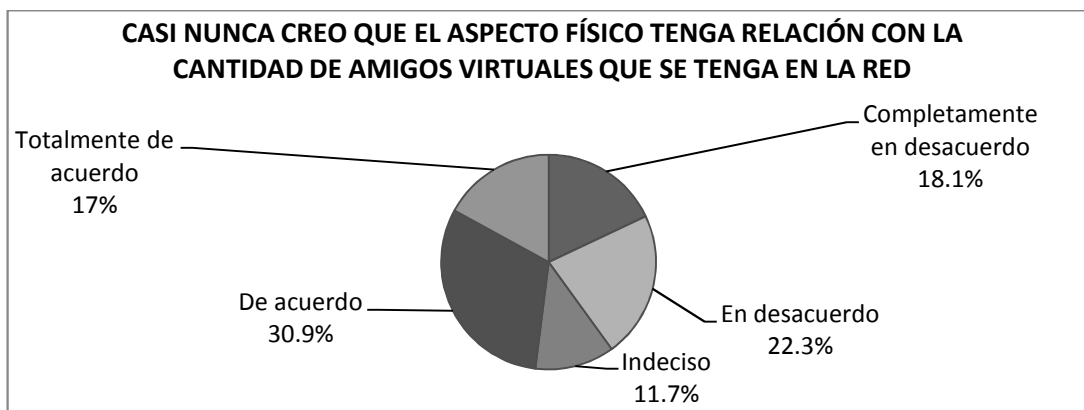 CASI NUNCA CREO QUE EL ASPECTO FÍSICO TENGA RELACIÓN CON LA
CANTIDAD DE AMIGOS VIRTUALES QUE SE TENGA EN LA RED
Completamente
en desacuerdo
18.1%
Totalmente de
acuerdo
17%
De acuerdo
30.9%
En desacuerdo
22.3%
Indeciso
11.7%